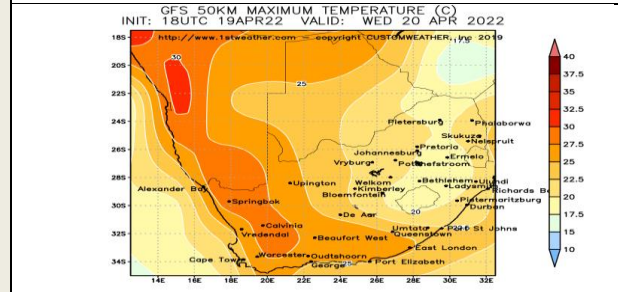 GFS 50KM MAXIMUM TEMPERATURE (C)
INIT: 18UTC 19APR22 VALID: WED 20 APR 2022
http://www.1stweather.com – copyright CUSTOMWEATHER, Inc 2019
18S
20S
22S
24S
26S
28S
30S
32S
34S
14E 16E 18E 20E 22E 24E 26E 28E 30E 32E
17.5
30
25
Pietersburg
Phalaborwa
Skukuza
Nelspruit
Pretoria
Johannesburg
Ermelo
Vryburg
Potchefstroom
Alexander Bay
Upington
Welkom
Bethlehem
Ulundi
Kimberley
Ladysmith
Bloemfontein
Richards B
Springbok
Pietermaritzburg
Durban
De Aar
20
Calvinia
Vredendal
Umtata
Port St Johns
Beaufort West
Queenstown
East London
Cape Town
Worcester
Oudtshoorn
George
Port Elizabeth
40
37.5
35
32.5
30
27.5
25
22.5
20
17.5
15
10